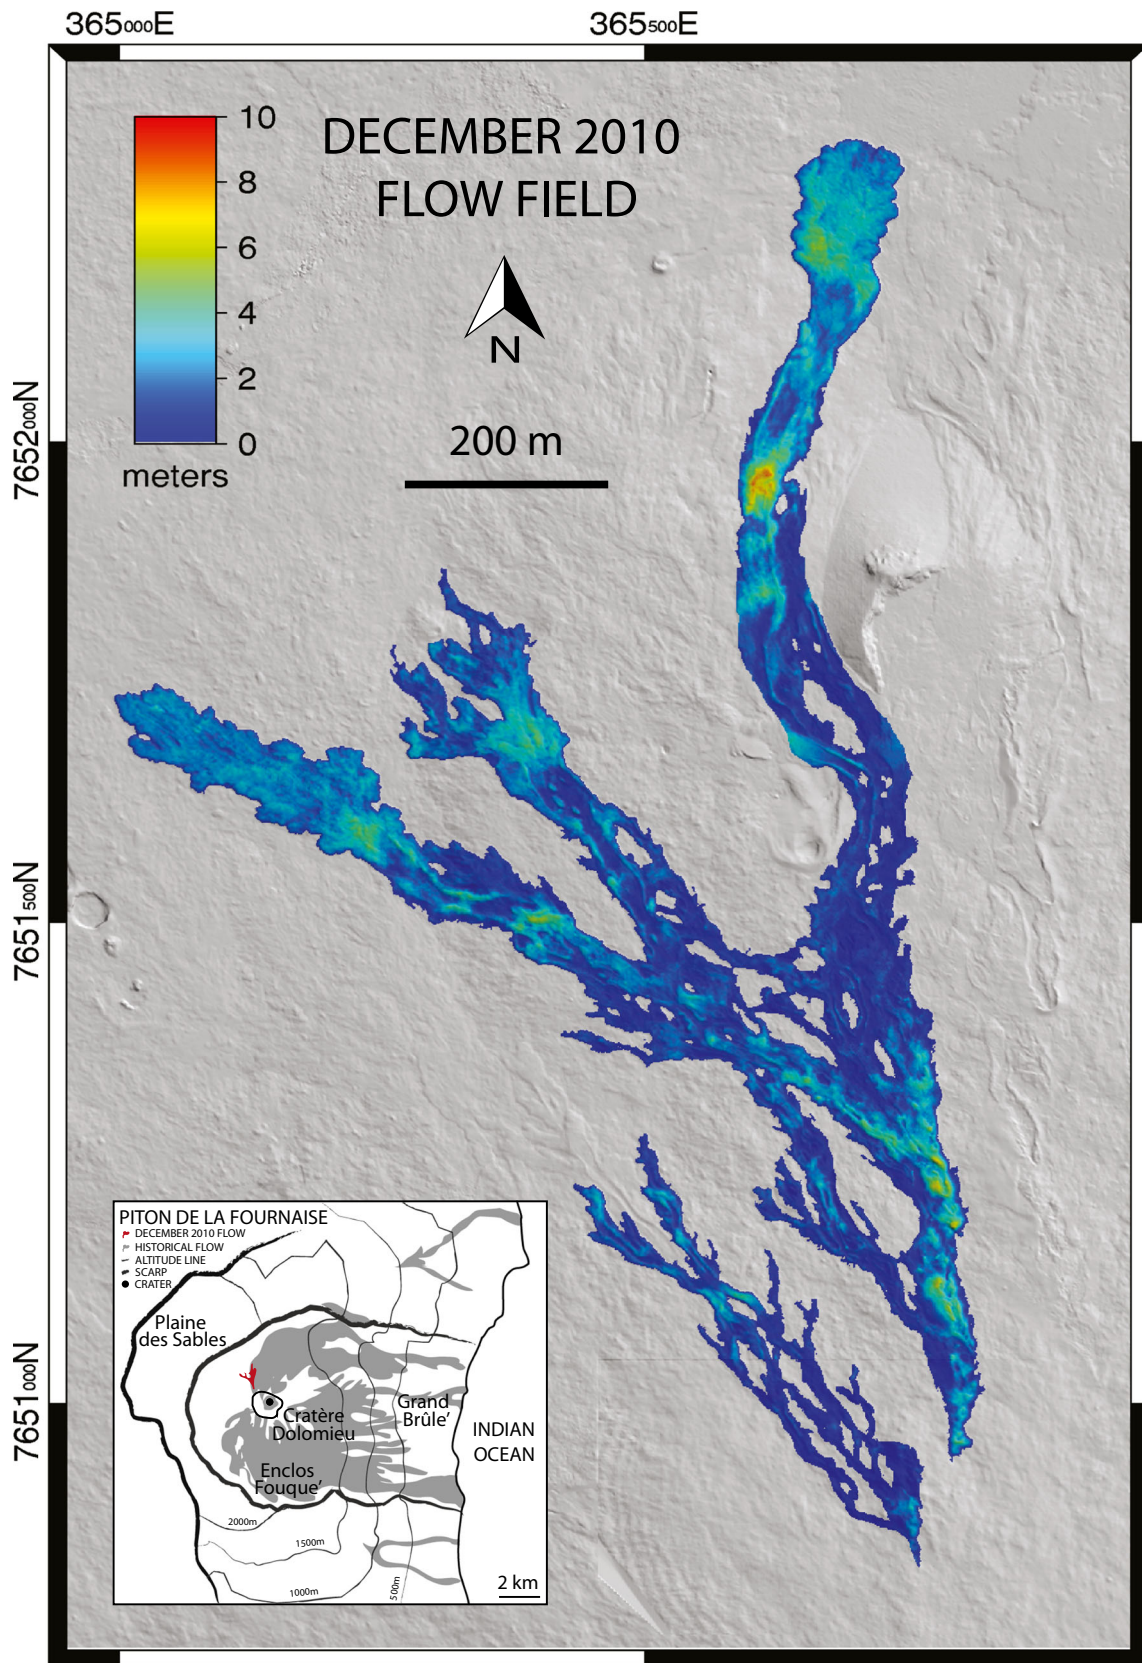 365000E
365500E
10
8
6
4
2
0
meters
DECEMBER 2010
FLOW FIELD
N
200 m
7652000N
7651500N
7651000N
PITON DE LA FOURNAISE
DECEMBER 2010 FLOW
HISTORICAL FLOW
ALTITUDE LINE
SCARP
CRATER
Plaine
des Sables
Cratère
Dolomieu
Grand
Brûle'
INDIAN
OCEAN
Enclos
Fouque'
2000m
1500m
1000m
500m
2 km